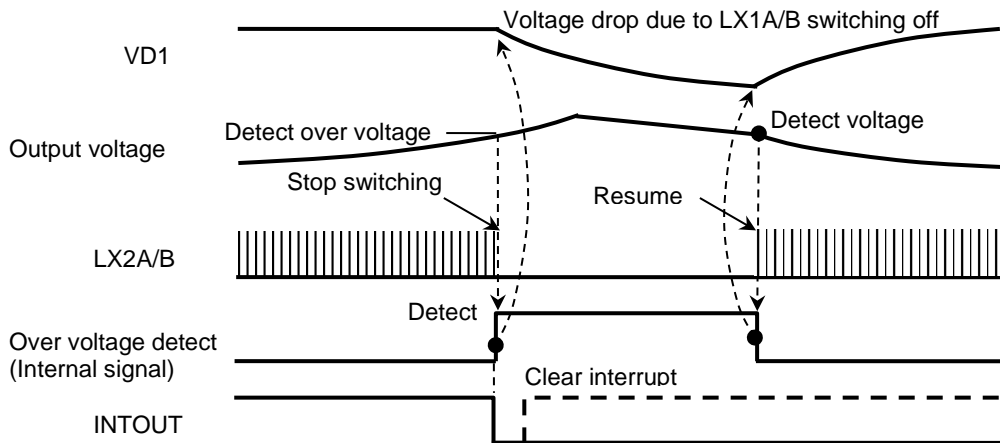 Voltage drop due to LX1A/B switching off
VD1
Detect over voltage
Detect voltage
Output voltage
Stop switching
Resume
LX2A/B
Detect
Over voltage detect
(Internal signal)
Clear interrupt
INTOUT